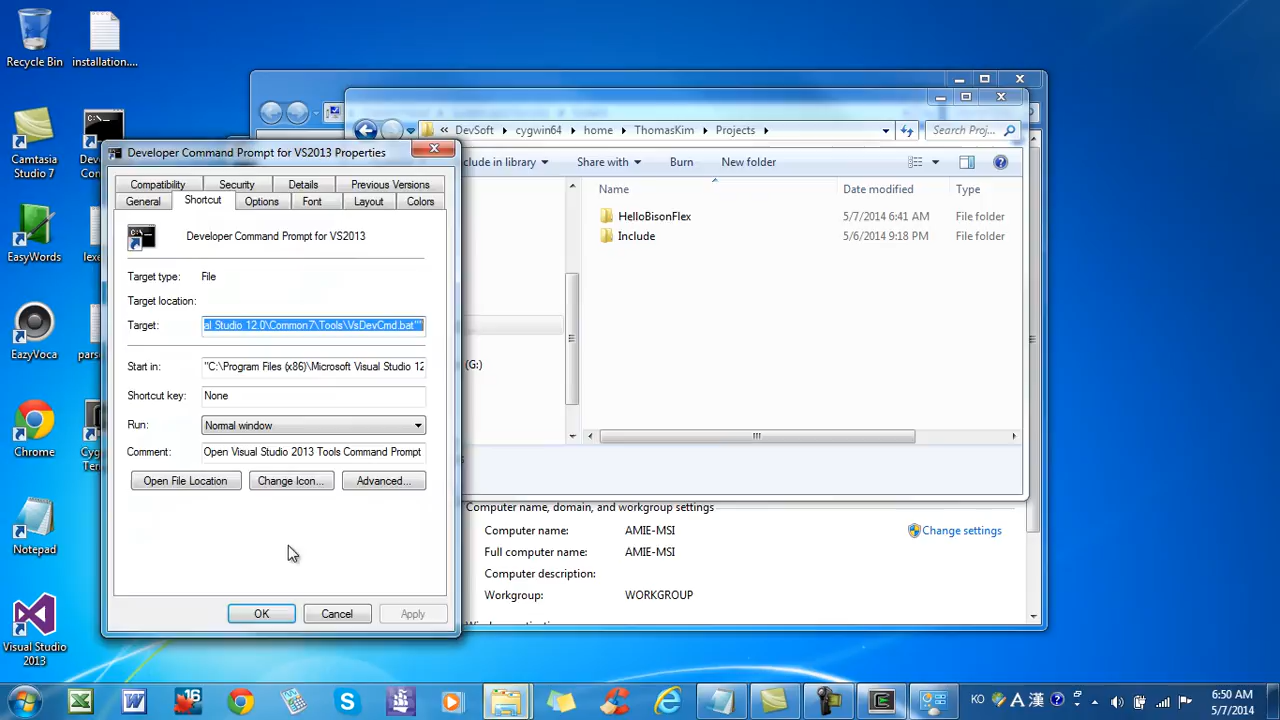 Recycle Bin
installation....
Camtasia
Studio 7
EasyWords
EazyVoca
Chrome
Notepad
Visual Studio
2013
Developer Command Prompt for VS2013 Properties
Compatibility
Security
Details
Previous Versions
General
Shortcut
Options
Font
Layout
Colors
Developer Command Prompt for VS2013
Target type:
File
Target location:
Target:
al Studio 12.0\Common7\Tools\VsDevCmd.bat""
Start in:
"C:\Program Files (x86)\Microsoft Visual Studio 12
Shortcut key:
None
Run:
Normal window
Comment:
Open Visual Studio 2013 Tools Command Prompt
Open File Location
Change Icon...
Advanced...
OK
Cancel
Apply
« DevSoft
cygwin64
home
ThomasKim
Projects
Search Proj...
nclude in library
Share with
Burn
New folder
Name
Date modified
Type
HelloBisonFlex
5/7/2014 6:41 AM
File folder
Include
5/6/2014 9:18 PM
File folder
(G:)
Computer name, domain, and workgroup settings
Computer name:
AMIE-MSI
Change settings
Full computer name:
AMIE-MSI
Computer description:
Workgroup:
WORKGROUP
16
KO
A
漢
6:50 AM
5/7/2014